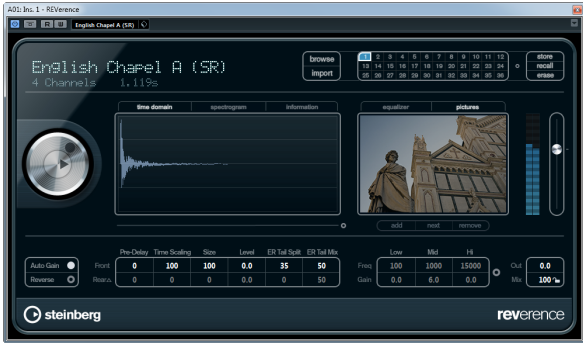 A01: Ins. 1 - REVerence
R W English Chapel A (SR)
English Chapel A (SR)
4 Channels 1.119s
browse
import
1 2 3 4 5 6 7 8 9 10 11 12
13 14 15 16 17 18 19 20 21 22 23 24
25 26 27 28 29 30 31 32 33 34 35 36
store
recall
erase
time domain spectrogram information
equalizer pictures
add next remove
Pre-Delay Time Scaling Size Level ER Tail Split ER Tail Mix
Low Mid Hi
Auto Gain Front 0 100 100 0.0 35 50
Freq 100 1000 15000 Out 0.0
Reverse Rear 0 0 0 0.0 0 50
Gain 0.0 6.0 0.0 Mix 100
steinberg
reverence